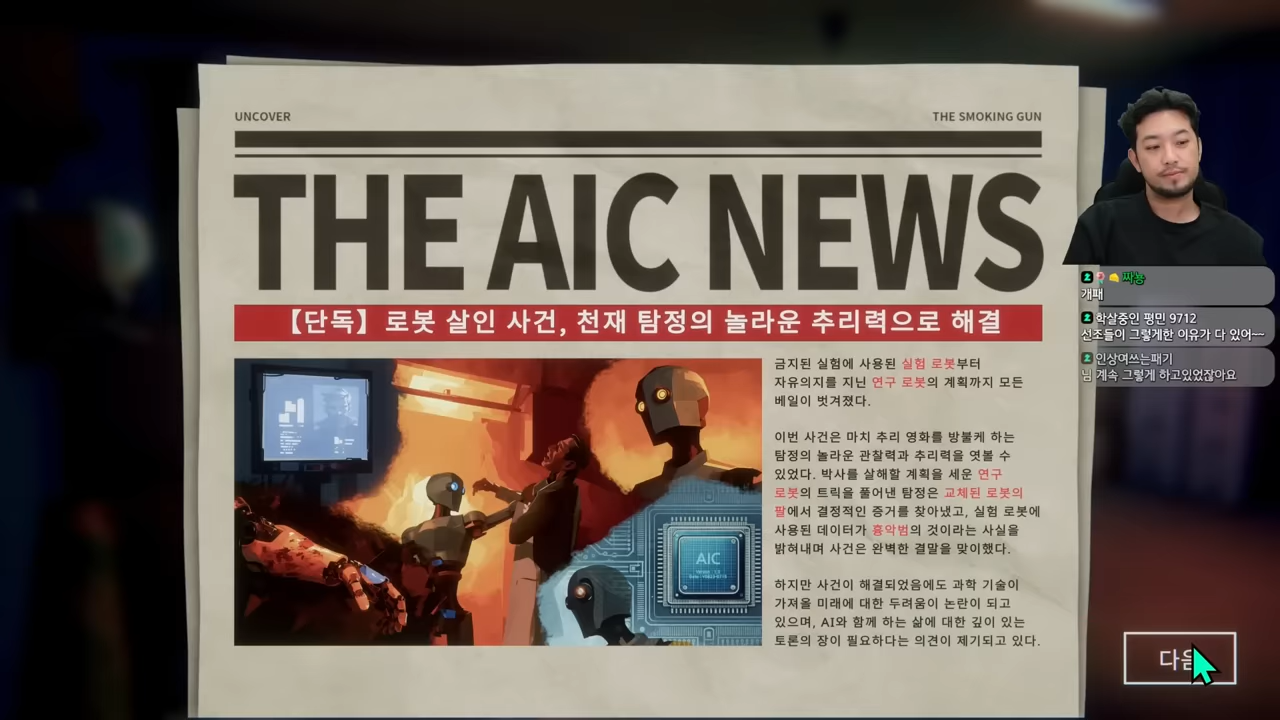 UNCOVER
THE SMOKING GUN
THE AIC NEWS
【단독】 로봇 살인 사건, 천재 탐정의 놀라운 추리력으로 해결
금지된 실험에 사용된 실험 로봇부터
자유의지를 지닌 연구 로봇의 계획까지 모든
베일이 벗겨졌다.
이번 사건은 마치 추리 영화를 방불케 하는
탐정의 놀라운 관찰력과 추리력을 엿볼 수
있었다. 박사를 살해할 계획을 세운 연구
로봇의 트릭을 풀어낸 탐정은 교체된 로봇의
팔에서 결정적인 증거를 찾아냈고, 실험 로봇에
사용된 데이터가 흉악범의 것이라는 사실을
밝혀내며 사건은 완벽한 결말을 맞이했다.
하지만 사건이 해결되었음에도 과학 기술이
가져올 미래에 대한 두려움이 논란이 되고
있으며, AI와 함께 하는 삶에 대한 깊이 있는
토론의 장이 필요하다는 의견이 제기되고 있다.
AIC
짜뇽
개패
학살중인 평민 9712
선조들이 그렇게한 이유가 다 있어~~
인상여쓰는패기
님 계속 그렇게 하고있었잖아요
다음